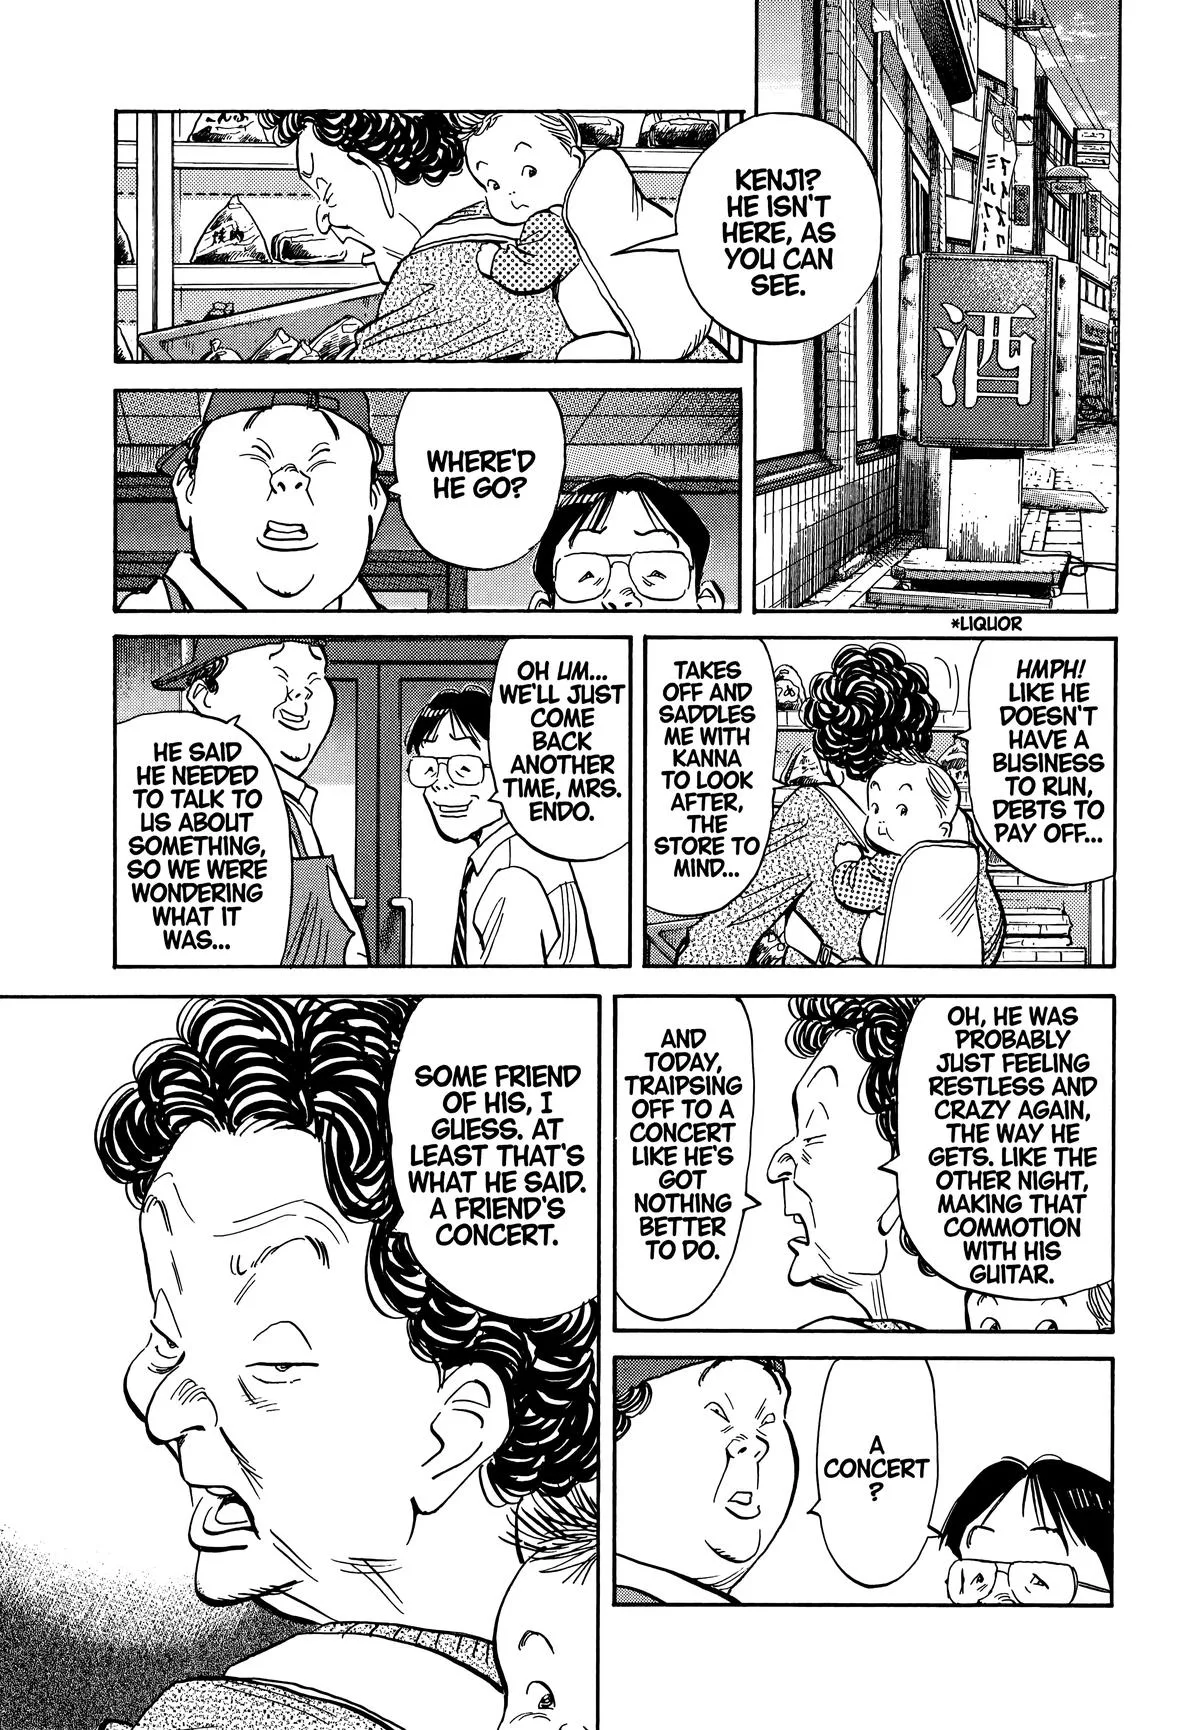 酒
*LIQUOR
KENJI?
HE ISN'T
HERE, AS
YOU CAN
SEE.
WHERE'D
HE GO?
HMPH!
LIKE HE
DOESN'T
HAVE A
BUSINESS
TO RUN,
DEBTS TO
PAY OFF...
TAKES
OFF AND
SADDLES
ME WITH
KANNA
TO LOOK
AFTER,
THE
STORE TO
MIND...
OH UM...
WE'LL JUST
COME
BACK
ANOTHER
TIME, MRS.
ENDO.
HE SAID
HE NEEDED
TO TALK TO
US ABOUT
SOMETHING,
SO WE WERE
WONDERING
WHAT IT
WAS...
OH, HE WAS
PROBABLY
JUST FEELING
RESTLESS AND
CRAZY AGAIN,
THE WAY HE
GETS. LIKE THE
OTHER NIGHT,
MAKING THAT
COMMOTION
WITH HIS
GUITAR.
AND
TODAY,
TRAIPSING
OFF TO A
CONCERT
LIKE HE'S
GOT
NOTHING
BETTER
TO DO.
A
CONCERT
?
SOME FRIEND
OF HIS, I
GUESS. AT
LEAST THAT'S
WHAT HE SAID.
A FRIEND'S
CONCERT.